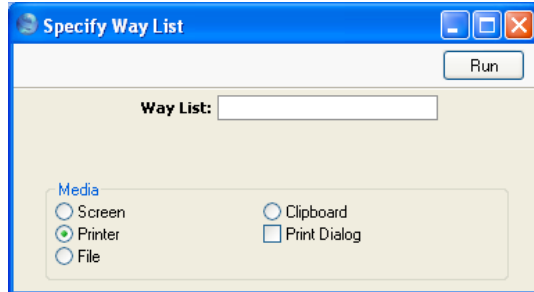 Specify Way List
Run
Way List:
Media
Screen Clipboard
Printer Print Dialog
File